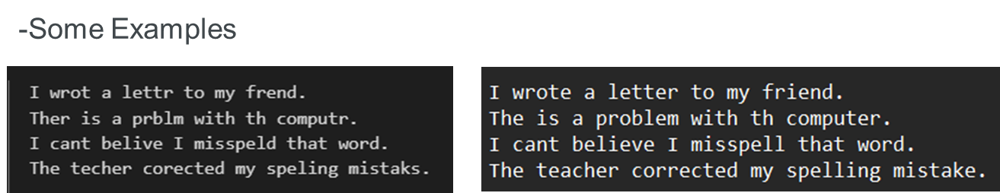 -Some Examples
I wrot a lettr to my frend.
Ther is a prblm with th computr.
I cant belive I misspeld that word.
The techer corected my speling mistaks.
I wrote a letter to my friend.
The is a problem with th computer.
I cant believe I misspell that word.
The teacher corrected my spelling mistake.